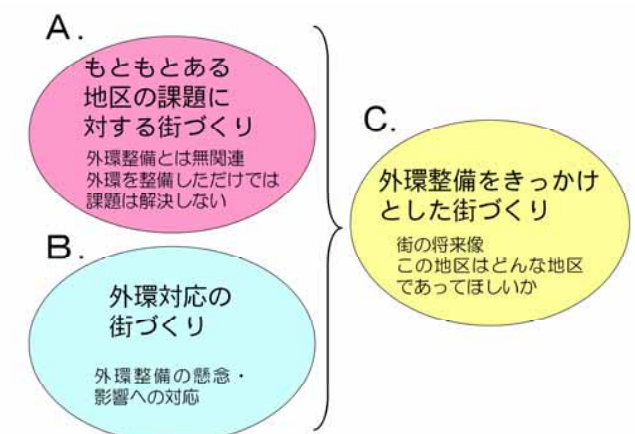 A.
もともとある
地区の課題に
対する街づくり
外環整備とは無関連
外環を整備しただけでは
課題は解決しない
B.
外環対応の
街づくり
外環整備の懸念・
影響への対応
C.
外環整備をきっかけ
とした街づくり
街の将来像
この地区はどんな地区
であってほしいか